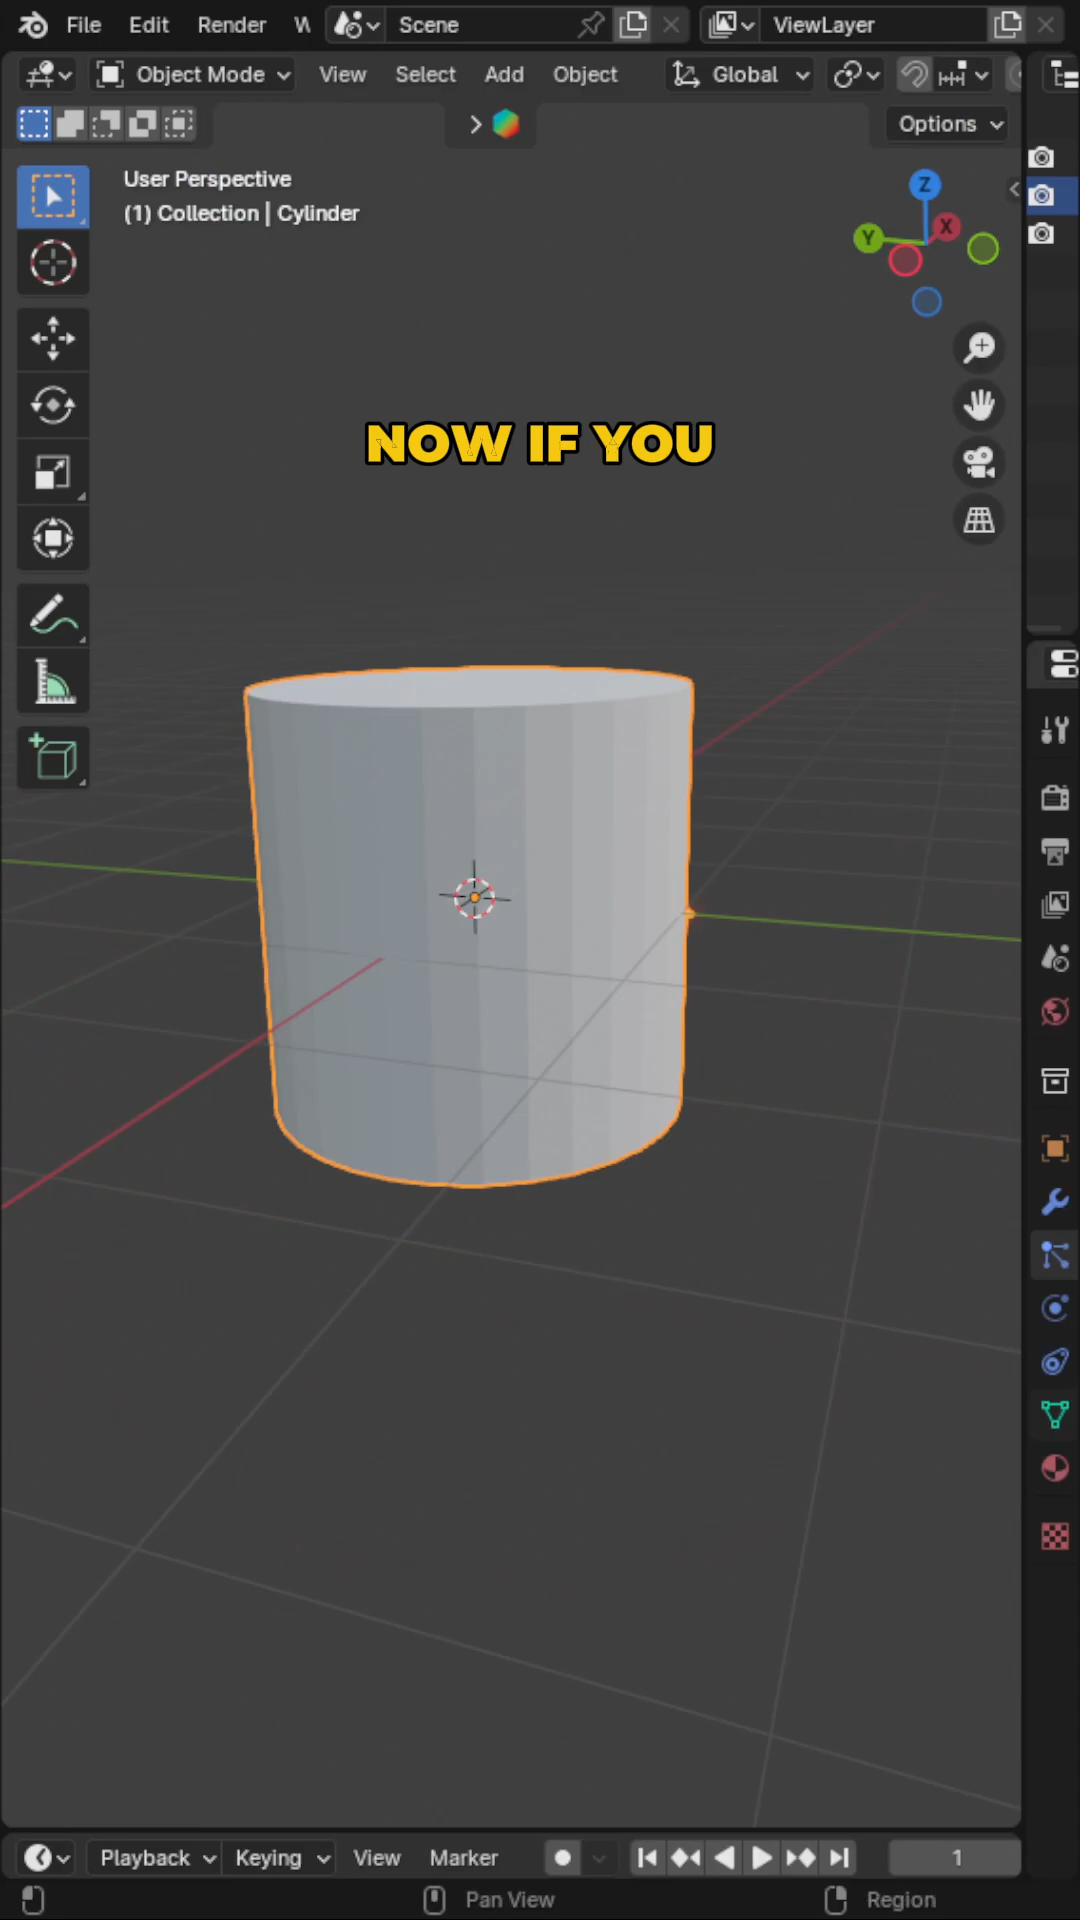 File Edit Render Scene ViewLayer
Object Mode View Select Add Object Global
Options
User Perspective
(1) Collection | Cylinder
Z
Y X
NOW IF YOU
Playback Keying View Marker 1
Pan View Region